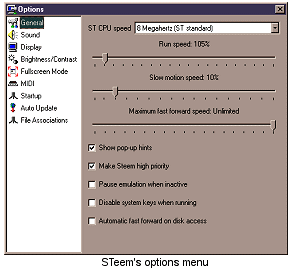 Options
General
Sound
Display
Brightness/Contrast
Fullscreen Mode
MIDI
Startup
Auto Update
File Associations
ST CPU speed 8 Megahertz (ST standard)
Run speed: 105%
Slow motion speed: 10%
Maximum fast forward speed: Unlimited
Show pop-up hints
Make Steem high priority
Pause emulation when inactive
Disable system keys when running
Automatic fast forward on disk access
STeem's options menu